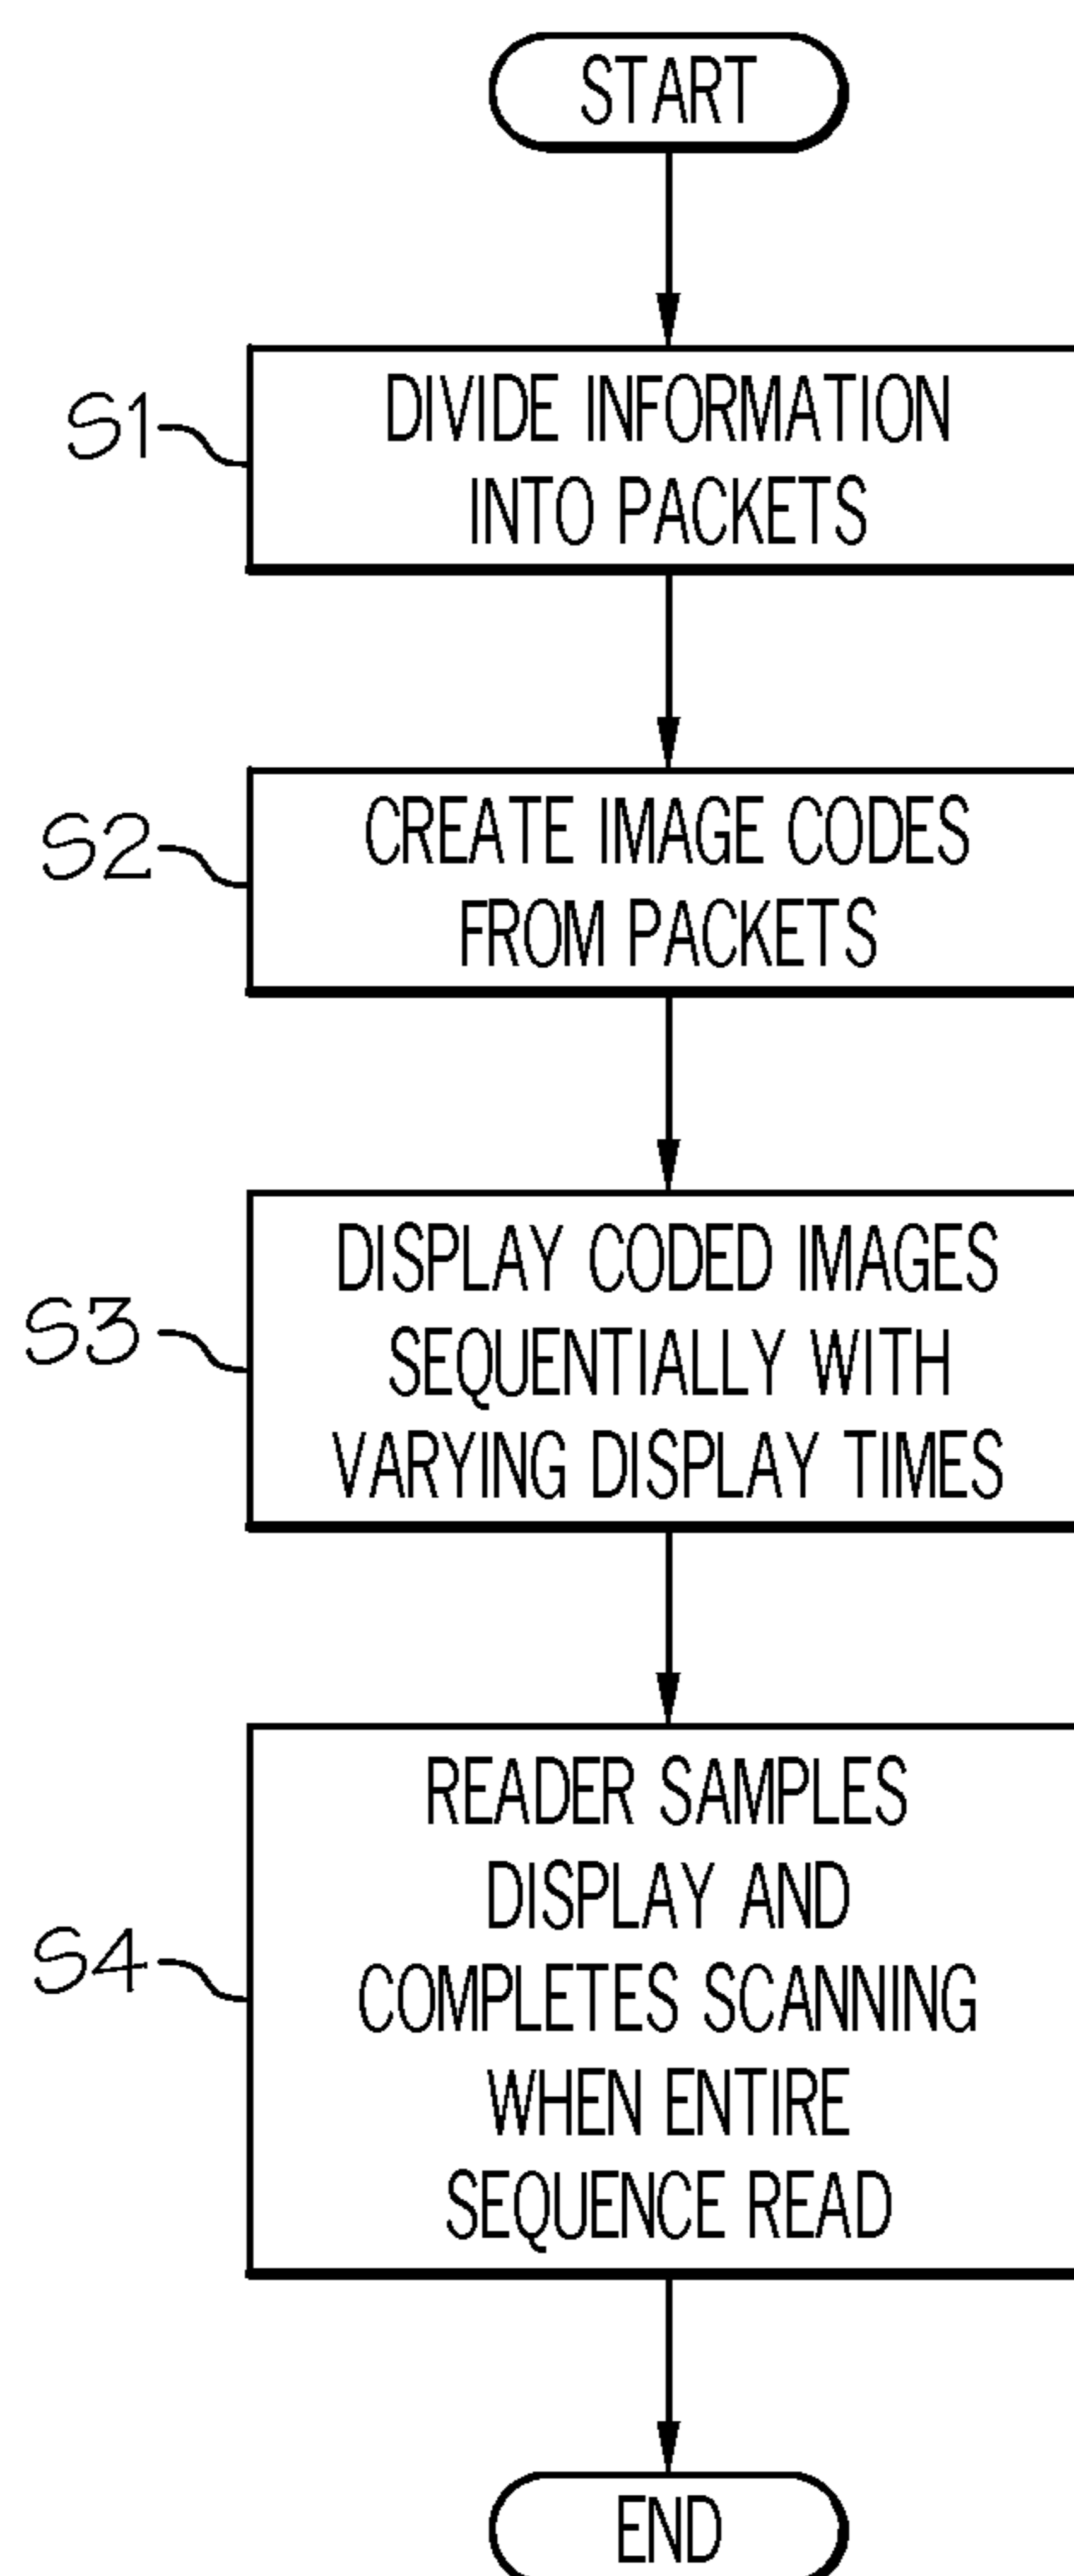 START
S1
DIVIDE INFORMATION
INTO PACKETS
S2
CREATE IMAGE CODES
FROM PACKETS
S3
DISPLAY CODED IMAGES
SEQUENTIALLY WITH
VARYING DISPLAY TIMES
S4
READER SAMPLES
DISPLAY AND
COMPLETES SCANNING
WHEN ENTIRE
SEQUENCE READ
END